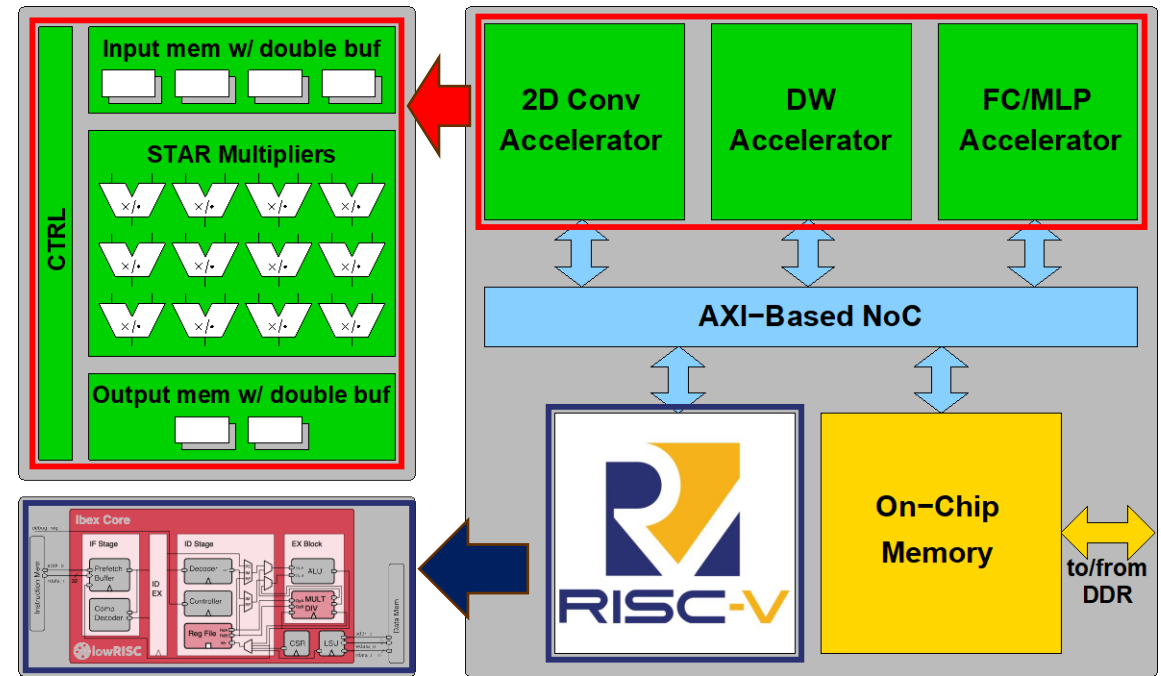 Input mem w/ double buf
CTRL
STAR Multipliers
×/•
×/•
×/•
×/•
×/•
×/•
×/•
×/•
×/•
×/•
×/•
×/•
Output mem w/ double buf
2D Conv
Accelerator
DW
Accelerator
FC/MLP
Accelerator
AXI−Based NoC
RISC-V
On−Chip
Memory
to/from
DDR
Ibex Core
IF Stage
Prefetch
Buffer
Decoder
ID
EX
ID Stage
Decoder
Controller
Reg File
EX Block
ALU
MULT
DIV
CSR
LSU
Instruction Mem
Data Mem
lowRISC